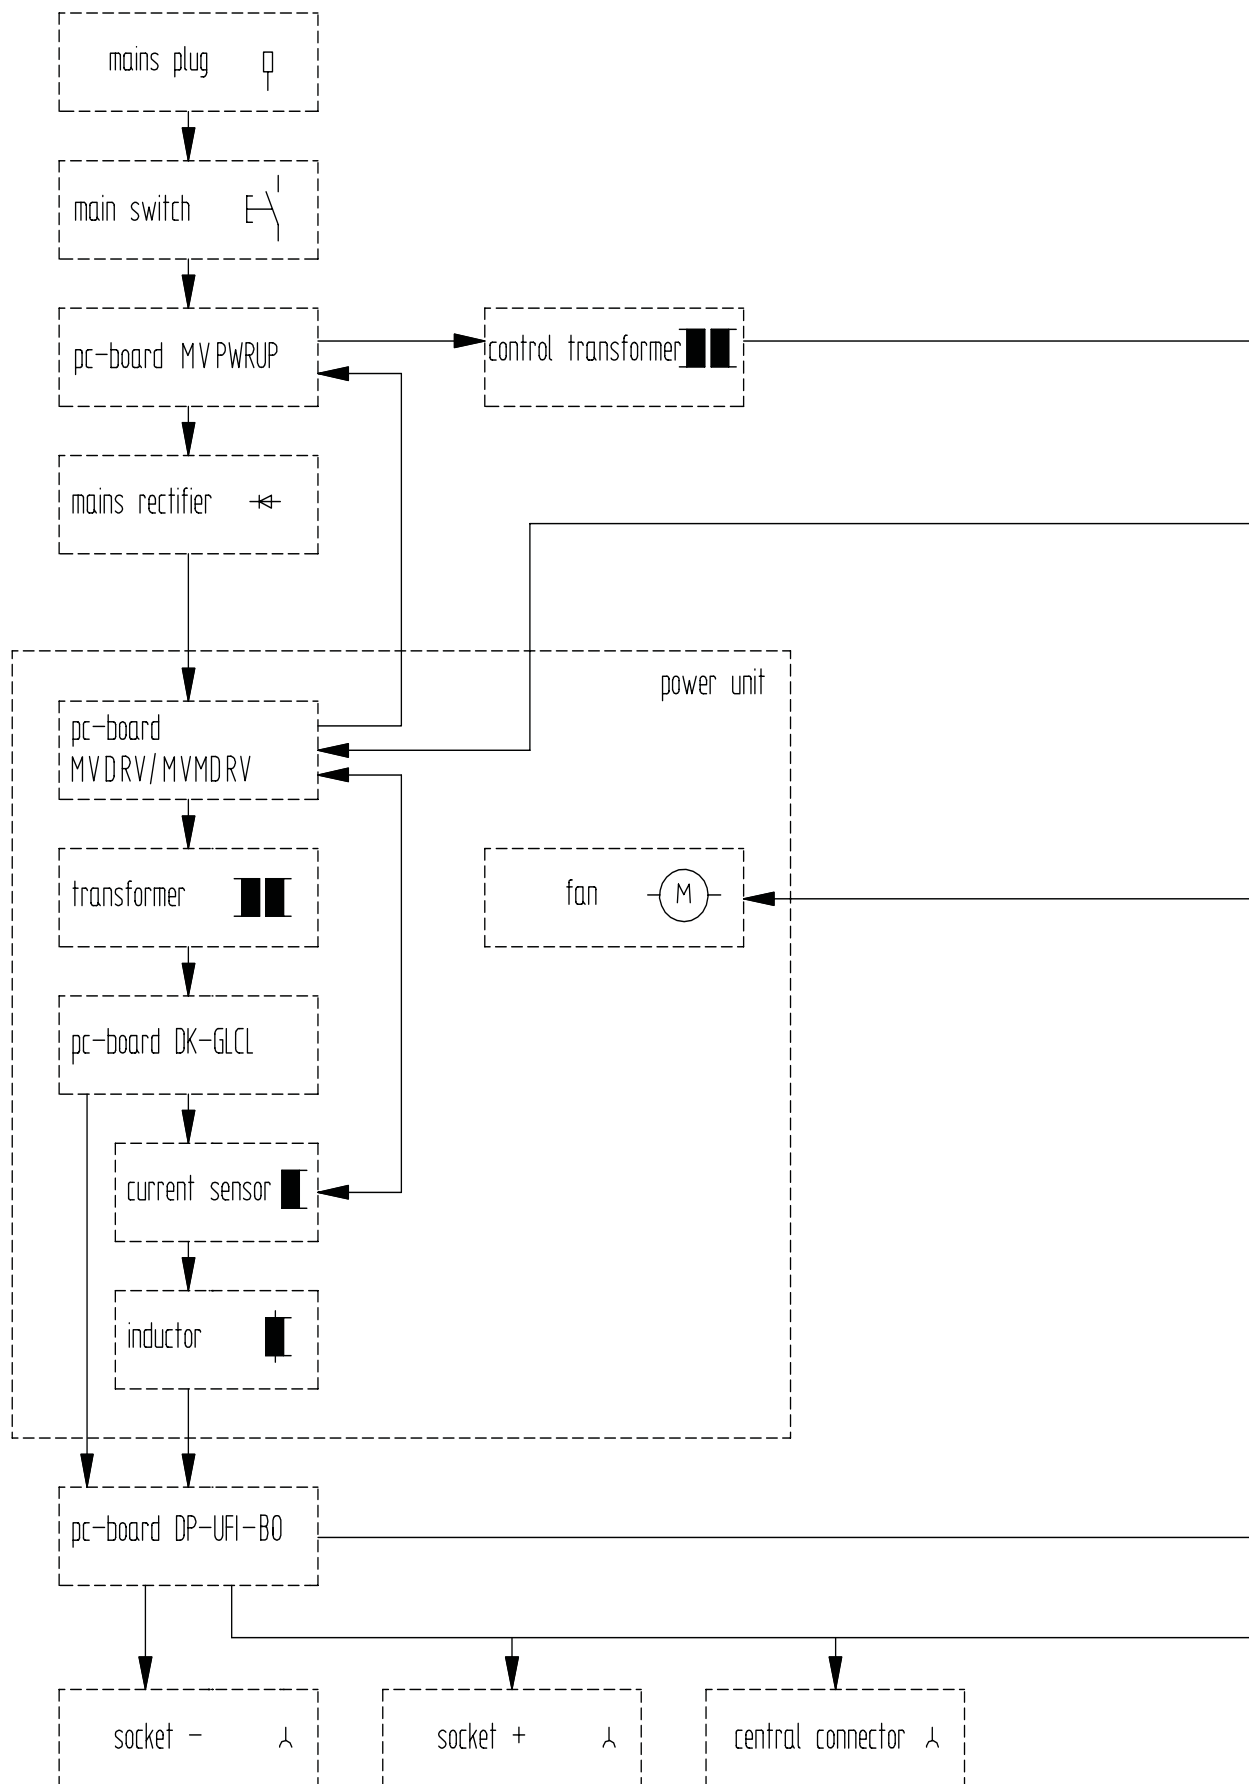 mains plug
main switch
pc-board MVPWRUP
control transformer
mains rectifier
power unit
pc-board
MVDRV/MVMDRV
transformer
fan
M
pc-board DK-GLCL
current sensor
inductor
pc-board DP-UFI-BO
socket -
socket +
central connector